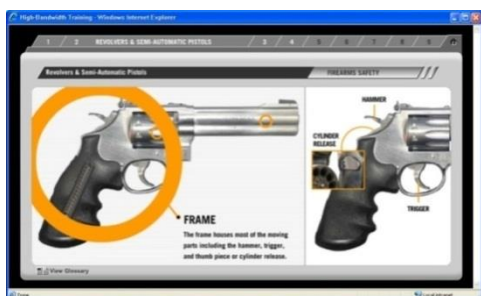 High-Bandwidth Training - Windows Internet Explorer
1 / 2 REVOLVERS & SEMI-AUTOMATIC PISTOLS / 3 / 4 / 5 / 6 / 7 / 8 / 9
Revolvers & Semi-Automatic Pistols
FIREARMS SAFETY
FRAME
The frame houses most of the moving
parts including the hammer, trigger,
and thumb piece or cylinder release.
HAMMER
CYLINDER
RELEASE
TRIGGER
View Glossary
Done
Local intranet